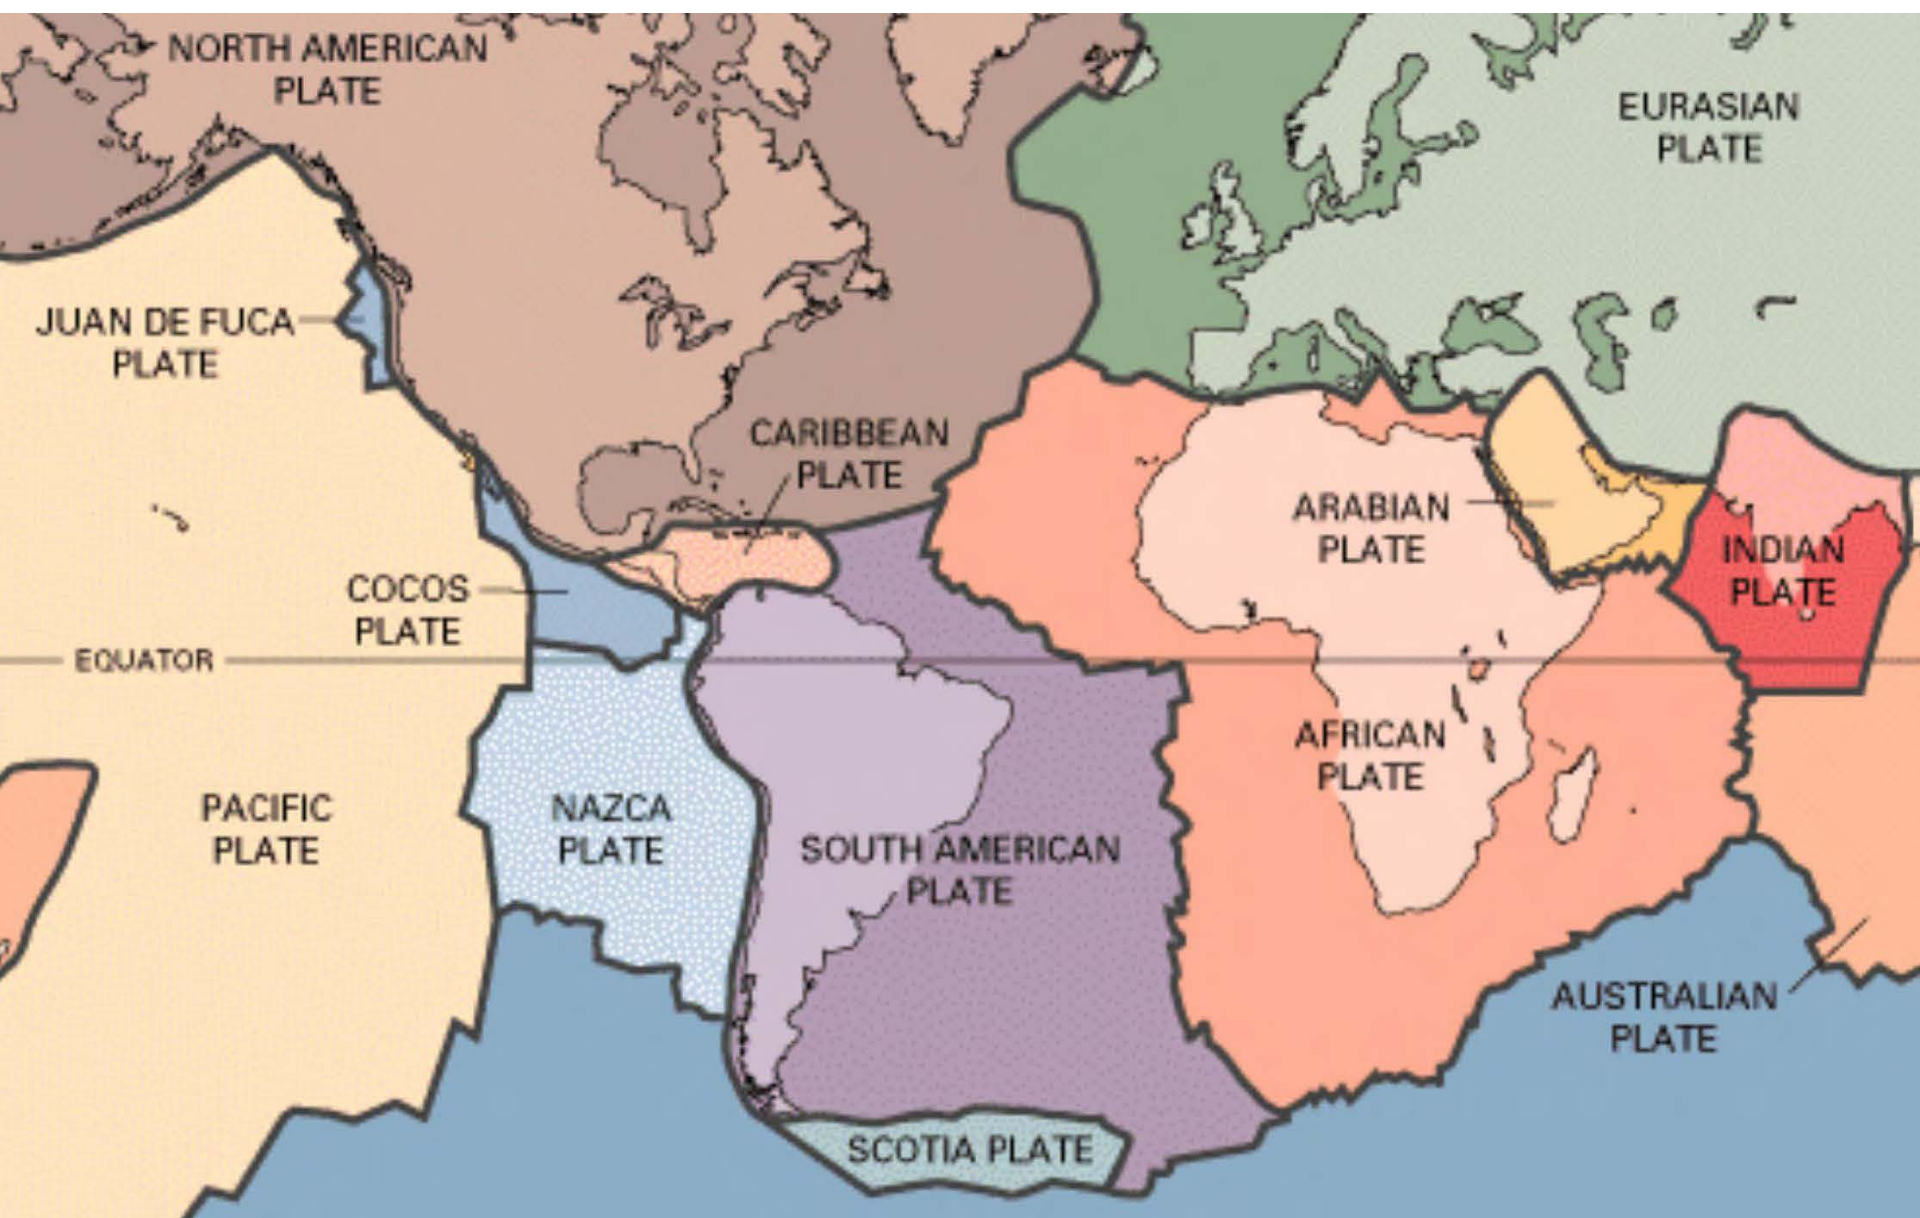 NORTH AMERICAN
PLATE
EURASIAN
PLATE
JUAN DE FUCA
PLATE
CARIBBEAN
PLATE
ARABIAN
PLATE
INDIAN
PLATE
COCOS
PLATE
EQUATOR
AFRICAN
PLATE
PACIFIC
PLATE
NAZCA
PLATE
SOUTH AMERICAN
PLATE
AUSTRALIAN
PLATE
SCOTIA PLATE